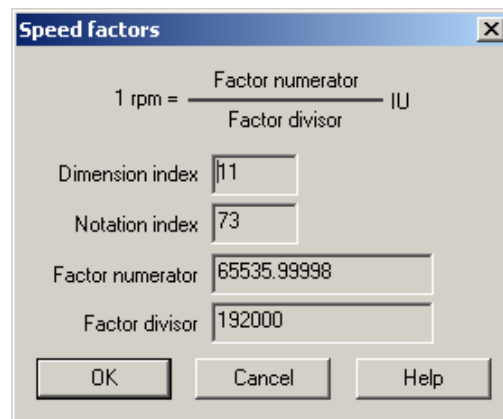 Speed factors
1 rpm = Factor numerator IU
Factor divisor
Dimension index 11
Notation index 73
Factor numerator 65535.99998
Factor divisor 192000
OK Cancel Help